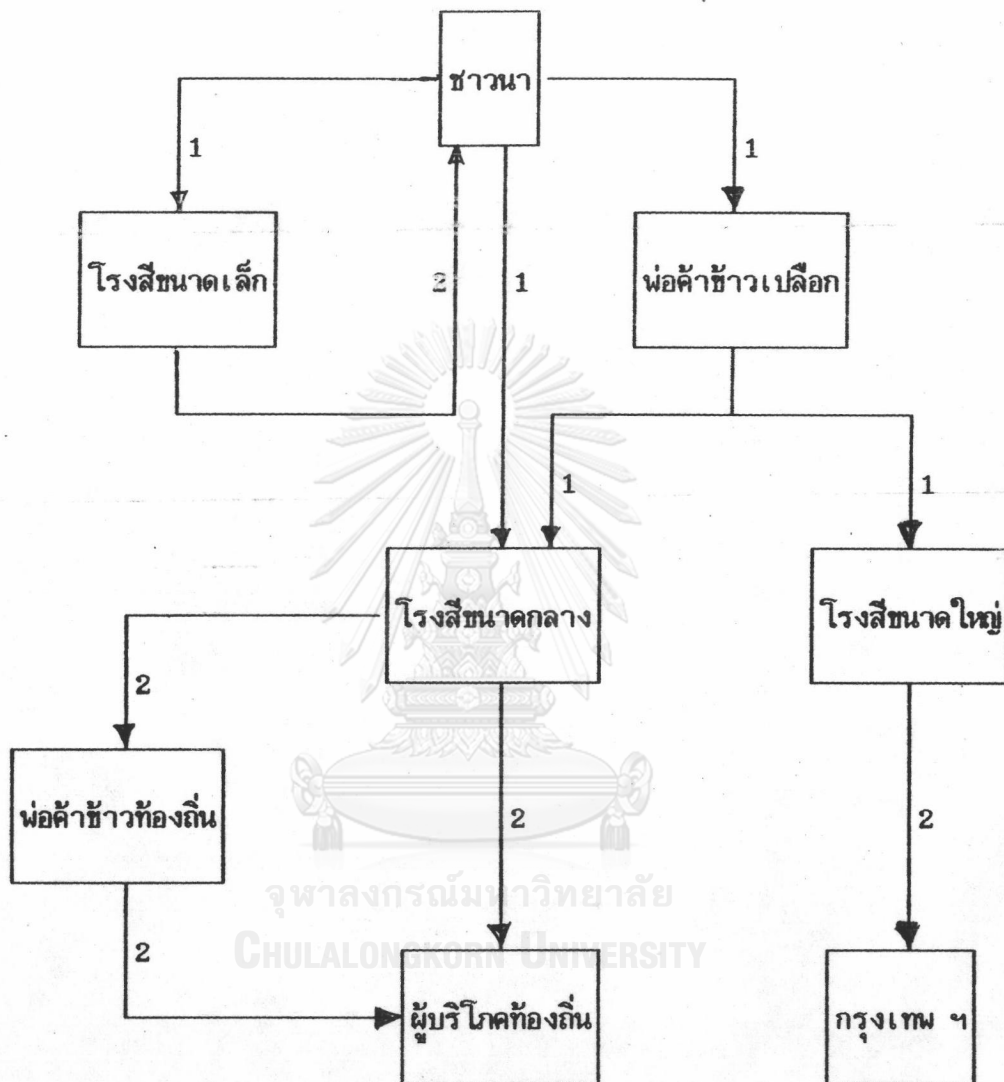 ชาวนา
1
1
โรงสีขนาดเล็ก
2
1
พ่อค้าข้าวเปลือก
1
1
โรงสีขนาดกลาง
โรงสีขนาดใหญ่
2
พ่อค้าข้าวท้องถิ่น
2
2
จุฬาลงกรณ์มหาวิทยาลัย
CHULALONGKORN UNIVERSITY
2
ผู้บริโภคท้องถิ่น
กรุงเทพ ฯ